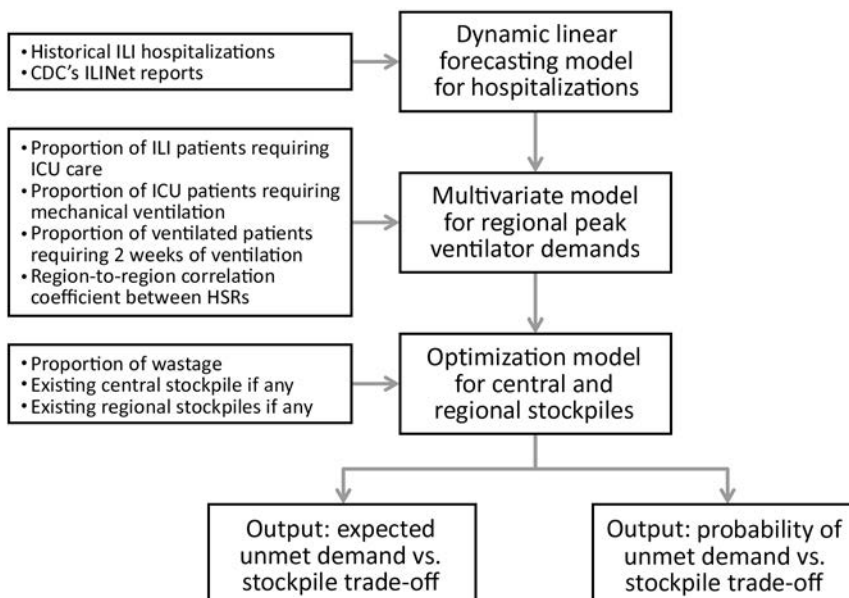 • Historical ILI hospitalizations
• CDC's ILINet reports
Dynamic linear
forecasting model
for hospitalizations
• Proportion of ILI patients requiring
ICU care
• Proportion of ICU patients requiring
mechanical ventilation
• Proportion of ventilated patients
requiring 2 weeks of ventilation
• Region-to-region correlation
coefficient between HSRs
Multivariate model
for regional peak
ventilator demands
• Proportion of wastage
• Existing central stockpile if any
• Existing regional stockpiles if any
Optimization model
for central and
regional stockpiles
Output: expected
unmet demand vs.
stockpile trade-off
Output: probability of
unmet demand vs.
stockpile trade-off